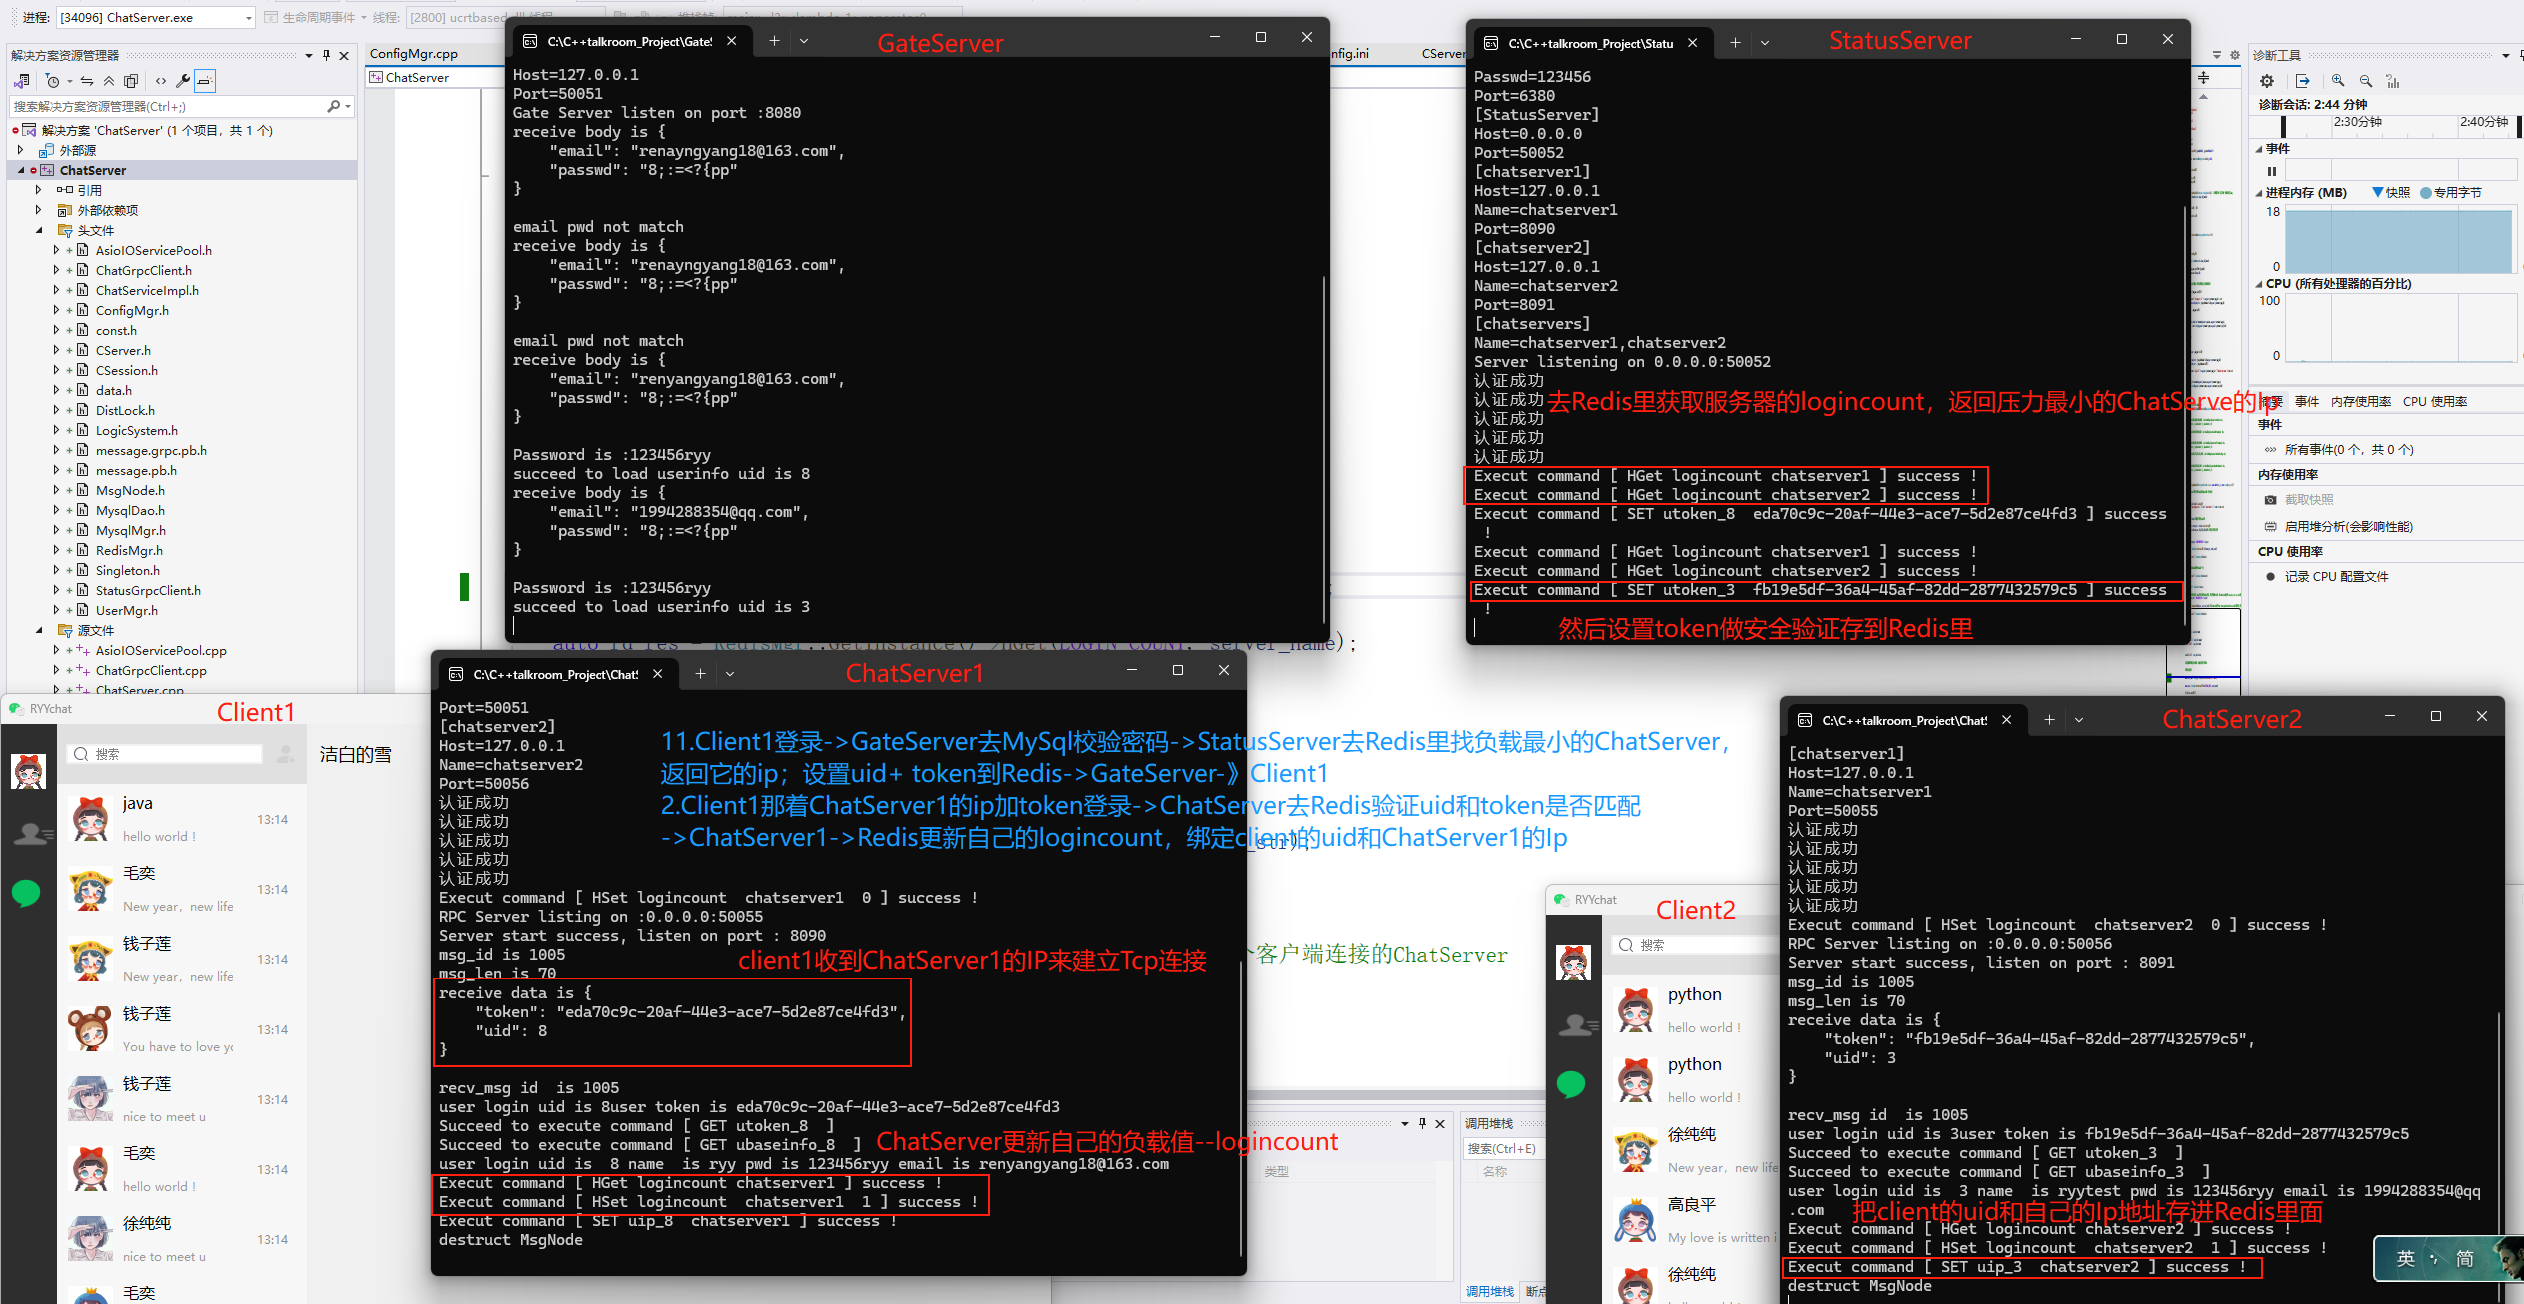 进程: [34096] ChatServer.exe
生命周期事件
线程:
解决方案资源管理器
搜索解决方案资源管理器(Ctrl+;)
解决方案 'ChatServer' (1 个项目，共 1 个)
外部源
ChatServer
引用
外部依赖项
头文件
AsioIOServicePool.h
ChatGrpcClient.h
ChatServiceImpl.h
ConfigMgr.h
const.h
CServer.h
CSession.h
data.h
DistLock.h
LogicSystem.h
message.grpc.pb.h
message.pb.h
MsgNode.h
MysqlDao.h
MysqlMgr.h
RedisMgr.h
Singleton.h
StatusGrpcClient.h
UserMgr.h
源文件
AsioIOServicePool.cpp
ChatGrpcClient.cpp
ChatServer.cpp
ConfigMgr.cpp
ChatServer
C:\C++talkroom_Project\Gate
GateServer
Host=127.0.0.1
Port=50051
Gate Server listen on port :8080
receive body is {
"email": "renayngyang18@163.com",
"passwd": "8;:=<?{pp"
}
email pwd not match
receive body is {
"email": "renayngyang18@163.com",
"passwd": "8;:=<?{pp"
}
email pwd not match
receive body is {
"email": "renyangyang18@163.com",
"passwd": "8;:=<?{pp"
}
Password is :123456ryy
succeed to load userinfo uid is 8
receive body is {
"email": "1994288354@qq.com",
"passwd": "8;:=<?{pp"
}
Password is :123456ryy
succeed to load userinfo uid is 3
C:\C++talkroom_Project\Statu
StatusServer
Passwd=123456
Port=6380
[StatusServer]
Host=0.0.0.0
Port=50052
[chatserver1]
Host=127.0.0.1
Name=chatserver1
Port=8090
[chatserver2]
Host=127.0.0.1
Name=chatserver2
Port=8091
[chatservers]
Name=chatserver1,chatserver2
Server listening on 0.0.0.0:50052
认证成功
认证成功
去Redis里获取服务器的logincount，返回压力最小的ChatServe的Ip
认证成功
认证成功
认证成功
Execut command [ HGet logincount chatserver1 ] success !
Execut command [ HGet logincount chatserver2 ] success !
Execut command [ SET utoken_8  eda70c9c-20af-44e3-ace7-5d2e87ce4fd3 ] success
!
Execut command [ HGet logincount chatserver1 ] success !
Execut command [ HGet logincount chatserver2 ] success !
Execut command [ SET utoken_3  fb19e5df-36a4-45af-82dd-2877432579c5 ] success
!
然后设置token做安全验证存到Redis里
诊断工具
诊断会话: 2:44 分钟
2:30分钟
2:40分钟
事件
进程内存 (MB)
快照
专用字节
18
0
CPU (所有处理器的百分比)
100
0
事件
内存使用率
CPU 使用率
事件
所有事件(0 个，共 0 个)
内存使用率
截取快照
启用堆分析(会影响性能)
CPU 使用率
记录 CPU 配置文件
C:\C++talkroom_Project\Chat
ChatServer1
Port=50051
[chatserver2]
Host=127.0.0.1
Name=chatserver2
Port=50056
认证成功
认证成功
认证成功
认证成功
认证成功
11.Client1登录->GateServer去MySql校验密码->StatusServer去Redis里找负载最小的ChatServer，
返回它的ip；设置uid+ token到Redis->GateServer-》Client1
2.Client1那着ChatServer1的ip加token登录->ChatServer去Redis验证uid和token是否匹配
->ChatServer1->Redis更新自己的logincount，绑定client的uid和ChatServer1的Ip
Execut command [ HSet logincount  chatserver1  0 ] success !
RPC Server listing on :0.0.0.0:50055
Server start success, listen on port : 8090
msg_id is 1005
msg_len is 70
client1收到ChatServer1的IP来建立Tcp连接
receive data is {
"token": "eda70c9c-20af-44e3-ace7-5d2e87ce4fd3",
"uid": 8
}
recv_msg id  is 1005
user login uid is 8user token is eda70c9c-20af-44e3-ace7-5d2e87ce4fd3
Succeed to execute command [ GET utoken_8  ]
Succeed to execute command [ GET ubaseinfo_8  ]
ChatServer更新自己的负载值--logincount
user login uid is  8 name  is ryy pwd is 123456ryy email is renyangyang18@163.com
Execut command [ HGet logincount chatserver1 ] success !
Execut command [ HSet logincount  chatserver1  1 ] success !
Execut command [ SET uip_8  chatserver1 ] success !
destruct MsgNode
个客户端连接的ChatServer
调用堆栈
搜索(Ctrl+E)
名称
类型
调用堆栈
RYYchat
Client1
搜索
洁白的雪
java
13:14
hello world !
毛奕
13:14
New year，new life
钱子莲
13:14
New year，new life
钱子莲
13:14
You have to love yo
钱子莲
13:14
nice to meet u
毛奕
13:14
hello world !
徐纯纯
13:14
nice to meet u
毛奕
RYYchat
Client2
搜索
python
hello world !
python
hello world !
徐纯纯
New year，new life
高良平
My love is written i
徐纯纯
C:\C++talkroom_Project\Chat
ChatServer2
[chatserver1]
Host=127.0.0.1
Name=chatserver1
Port=50055
认证成功
认证成功
认证成功
认证成功
认证成功
Execut command [ HSet logincount  chatserver2  0 ] success !
RPC Server listing on :0.0.0.0:50056
Server start success, listen on port : 8091
msg_id is 1005
msg_len is 70
receive data is {
"token": "fb19e5df-36a4-45af-82dd-2877432579c5",
"uid": 3
}
recv_msg id  is 1005
user login uid is 3user token is fb19e5df-36a4-45af-82dd-2877432579c5
Succeed to execute command [ GET utoken_3  ]
Succeed to execute command [ GET ubaseinfo_3  ]
user login uid is  3 name  is ryytest pwd is 123456ryy email is 1994288354@qq
.com
把client的uid和自己的Ip地址存进Redis里面
Execut command [ HGet logincount chatserver2 ] success !
Execut command [ HSet logincount  chatserver2  1 ] success !
Execut command [ SET uip_3  chatserver2 ] success !
destruct MsgNode
英 简